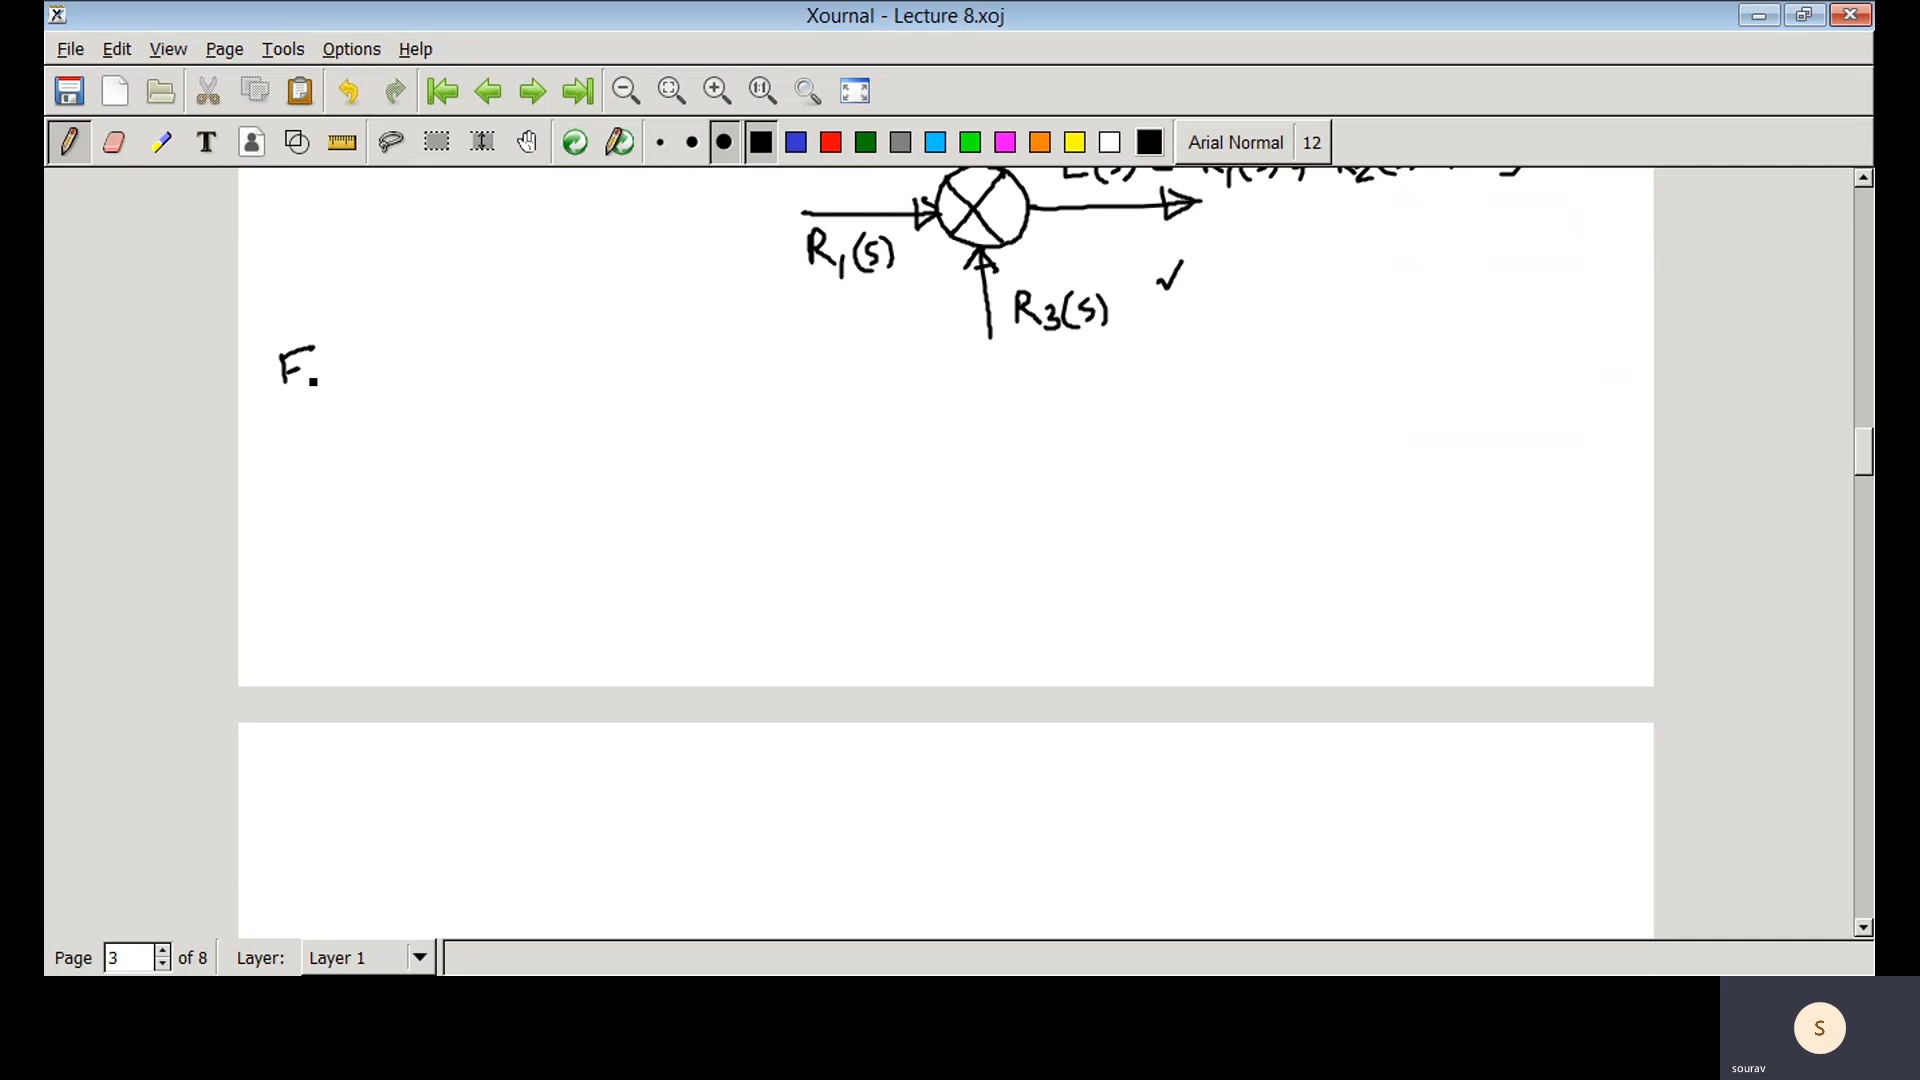 Xournal - Lecture 8.xoj
File Edit View Page Tools Options Help
Arial Normal 12
R1(s)
R3(s) ✓
F
Page 3 of 8 Layer: Layer 1
S
sourav